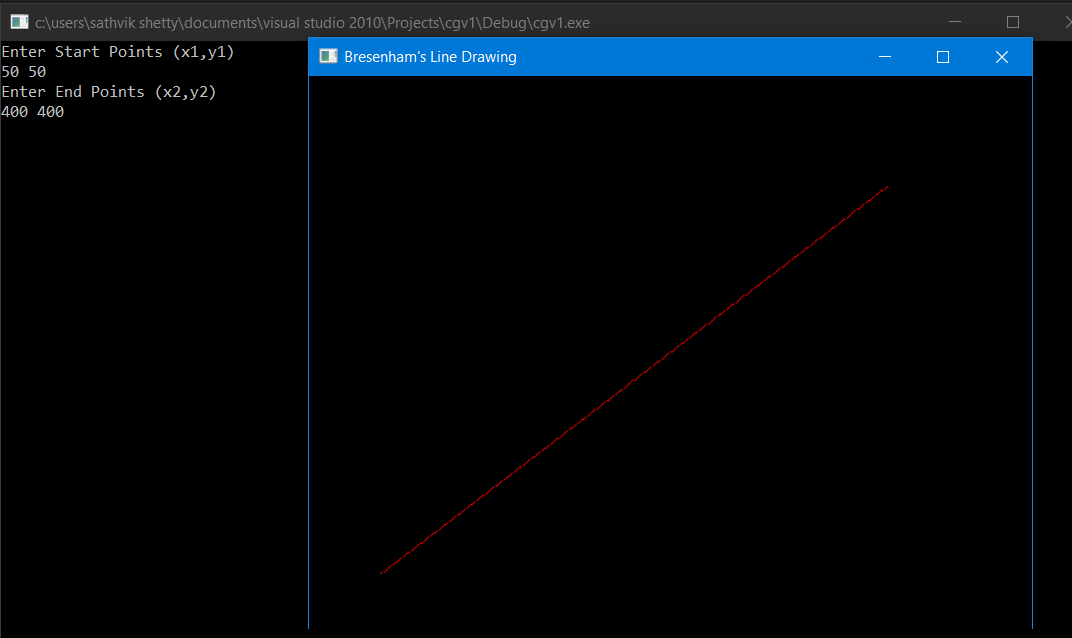 c:\users\sathvik shetty\documents\visual studio 2010\Projects\cgv1\Debug\cgv1.exe
Enter Start Points (x1,y1)
50 50
Enter End Points (x2,y2)
400 400
Bresenham's Line Drawing